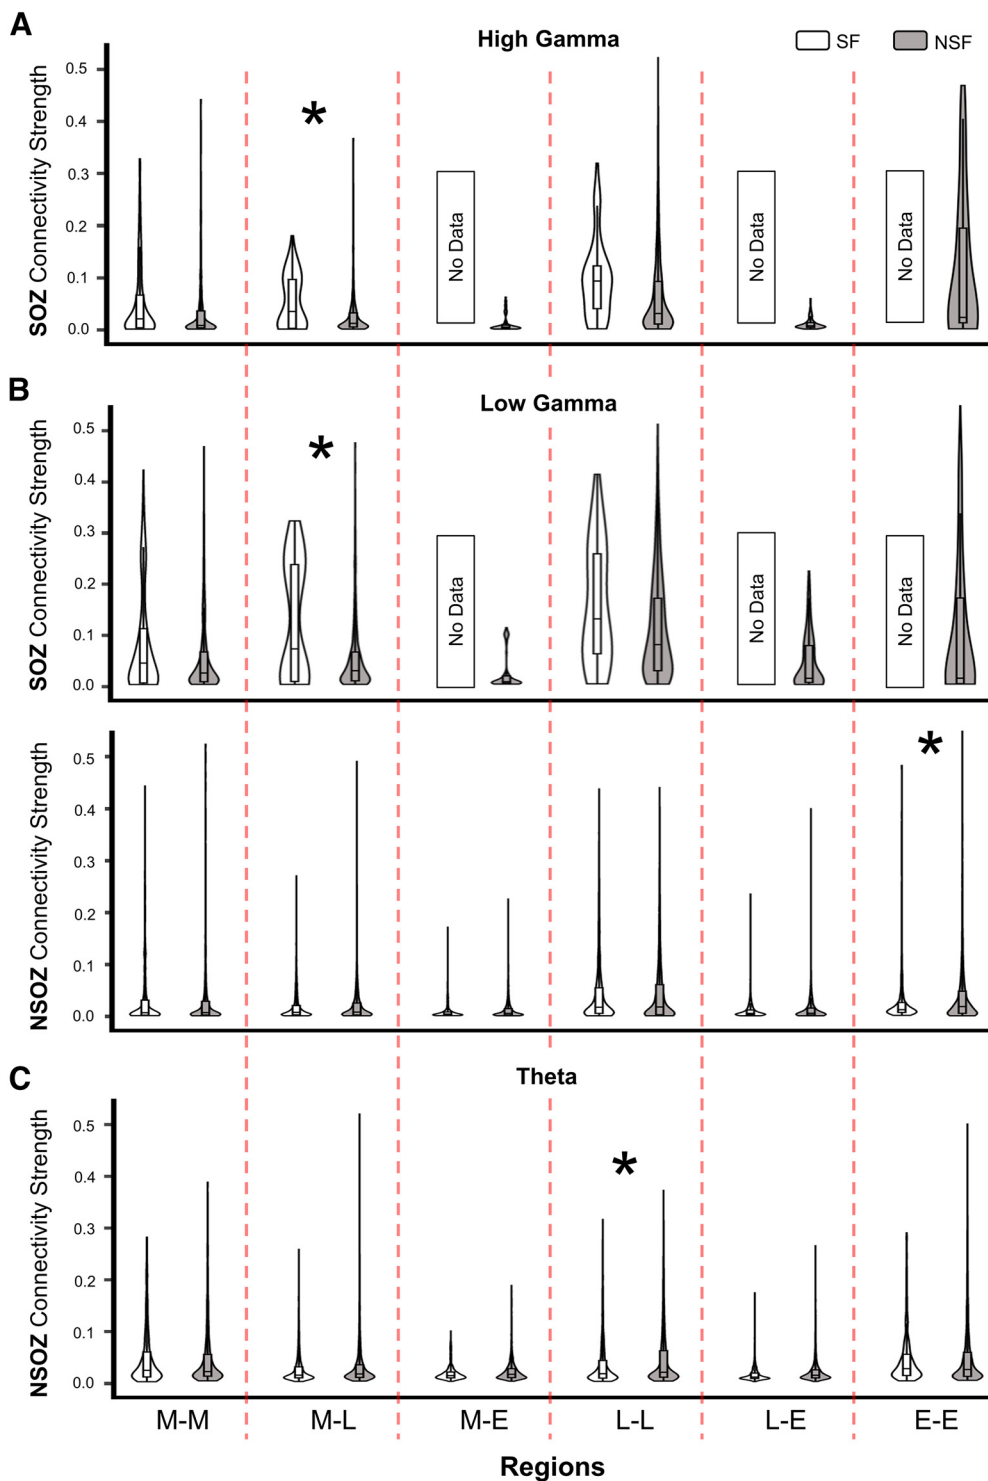 A
High Gamma
SF
NSF
SOZ Connectivity Strength
0.5
0.4
0.3
0.2
0.1
0.0
*
No Data
No Data
No Data
B
Low Gamma
SOZ Connectivity Strength
0.5
0.4
0.3
0.2
0.1
0.0
*
No Data
No Data
No Data
NSOZ Connectivity Strength
0.5
0.4
0.3
0.2
0.1
0.0
*
C
Theta
NSOZ Connectivity Strength
0.5
0.4
0.3
0.2
0.1
0.0
*
M-M M-L M-E L-L L-E E-E
Regions